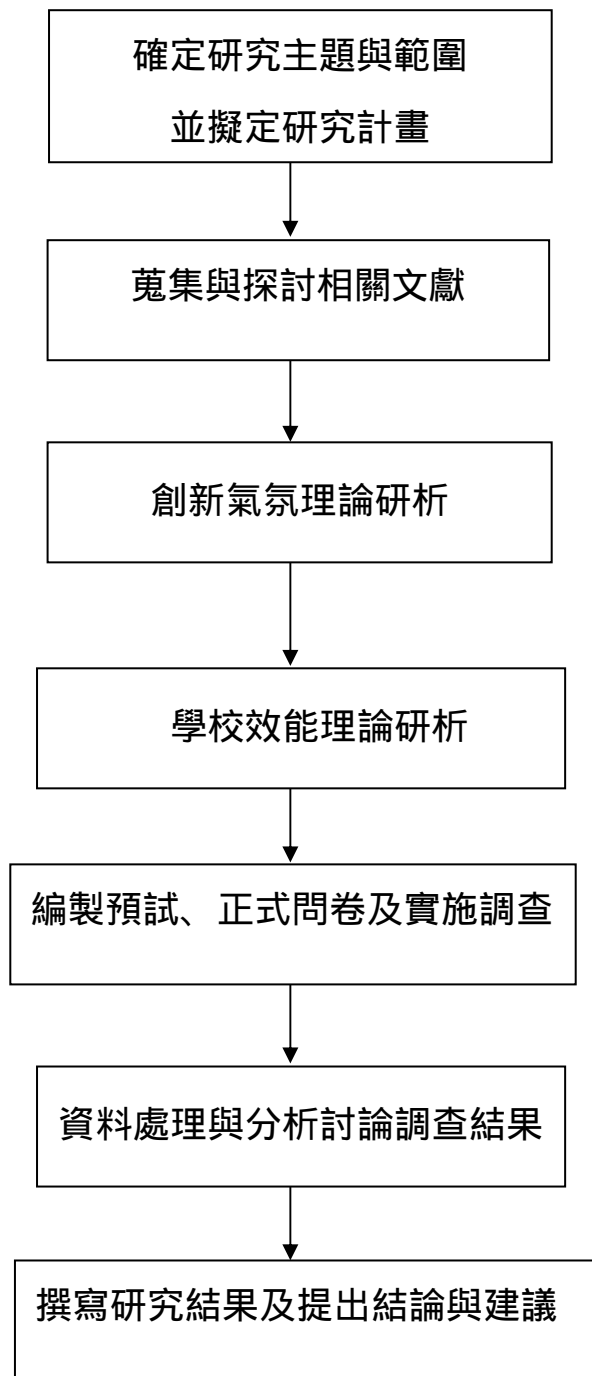 確定研究主題與範圍
並擬定研究計畫
蒐集與探討相關文獻
創新氣氛理論研析
學校效能理論研析
編製預試、正式問卷及實施調查
資料處理與分析討論調查結果
撰寫研究結果及提出結論與建議